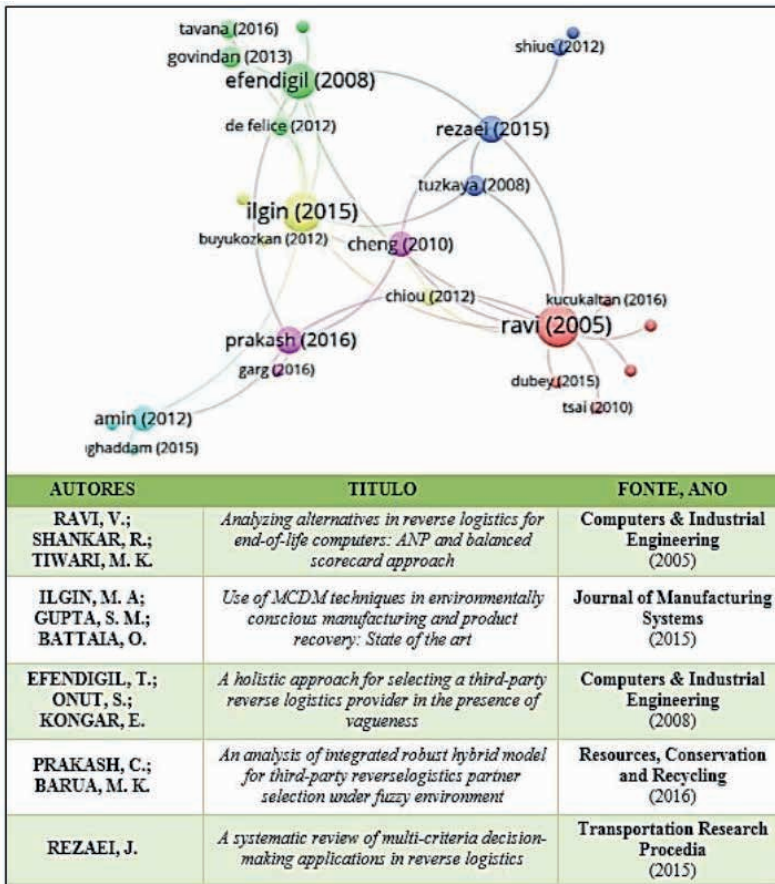 tavana (2016)
govindan (2013)
efendigil (2008)
de felice (2012)
shiue (2012)
rezaei (2015)
tuzkaya (2008)
ilgin (2015)
buyukozkan (2012)
cheng (2010)
chiou (2012)
kucukaltan (2016)
ravi (2005)
prakash (2016)
garg (2016)
dubey (2015)
tsai (2010)
amin (2012)
ghaddam (2015)
AUTORES TITULO FONTE, ANO
RAVI, V.;
SHANKAR, R.;
TIWARI, M. K.
Analyzing alternatives in reverse logistics for
end-of-life computers: ANP and balanced
scorecard approach
Computers & Industrial
Engineering
(2005)
ILGIN, M. A;
GUPTA, S. M.;
BATTAIA, O.
Use of MCDM techniques in environmentally
conscious manufacturing and product
recovery: State of the art
Journal of Manufacturing
Systems
(2015)
EFENDIGIL, T.;
ONUT, S.;
KONGAR, E.
A holistic approach for selecting a third-party
reverse logistics provider in the presence of
vagueness
Computers & Industrial
Engineering
(2008)
PRAKASH, C.;
BARUA, M. K.
An analysis of integrated robust hybrid model
for third-party reverselogistics partner
selection under fuzzy environment
Resources, Conservation
and Recycling
(2016)
REZAEI, J.
A systematic review of multi-criteria decision-
making applications in reverse logistics
Transportation Research
Procedia
(2015)